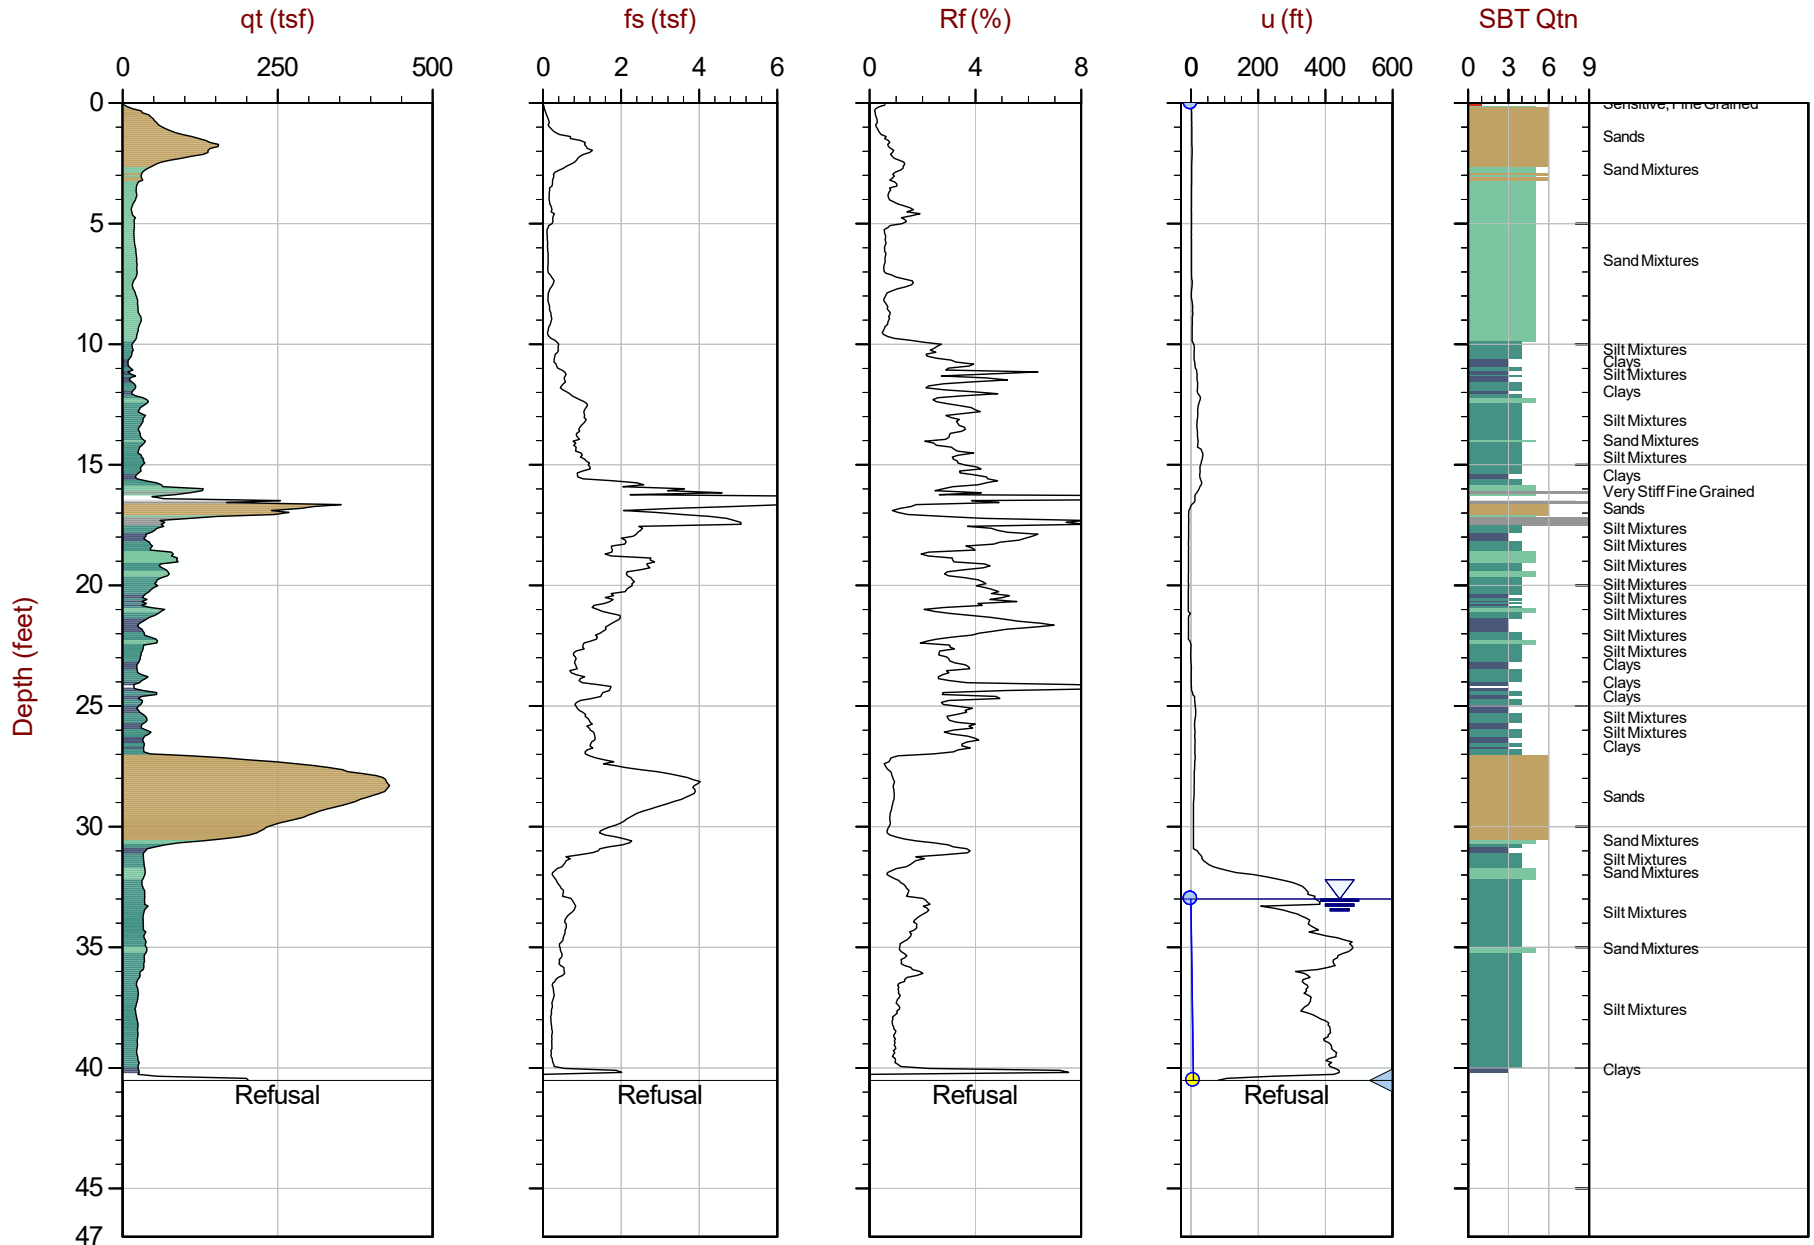 qt (tsf)
fs (tsf)
Rf (%)
u (ft)
SBT Qtn
0 250 500
0 2 4 6
0 4 8
0 200 400 600
0 3 6 9
Depth (feet)
0
5
10
15
20
25
30
35
40
45
47
Sensitive, Fine Grained
Sands
Sand Mixtures
Sand Mixtures
Silt Mixtures
Clays
Silt Mixtures
Clays
Silt Mixtures
Sand Mixtures
Silt Mixtures
Clays
Very Stiff Fine Grained
Sands
Silt Mixtures
Silt Mixtures
Silt Mixtures
Silt Mixtures
Silt Mixtures
Silt Mixtures
Silt Mixtures
Silt Mixtures
Clays
Clays
Clays
Silt Mixtures
Silt Mixtures
Clays
Sands
Sand Mixtures
Silt Mixtures
Sand Mixtures
Silt Mixtures
Sand Mixtures
Silt Mixtures
Clays
Refusal
Refusal
Refusal
Refusal